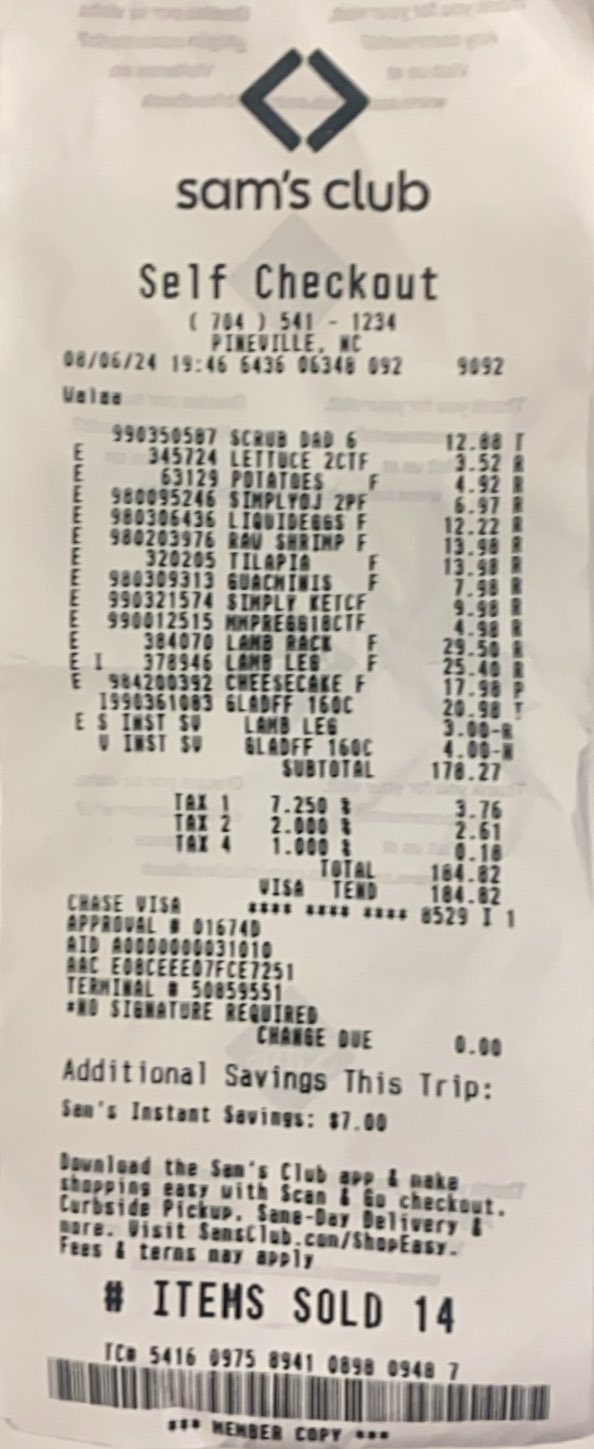 sam's club
Self Checkout
( 704 ) 541 - 1234
PINEVILLE, NC
08/06/24 19:46 6436 06348 092 9092
990350587 SCRUB DAD 6 12.88 T
E 345724 LETTUCE 2CTF 3.52 R
E 63129 POTATOES F 4.92 R
E 980095246 SIMPLYOJ 2PF 6.97 R
E 980306436 LIQUIDEGGS F 12.22 R
E 980203976 RAW SHRIMP F 13.98 R
E 320205 TILAPIA F 13.98 R
E 980309313 GUACMINIS F 7.98 R
E 990321574 SIMPLY KETCF 9.98 R
E 990012515 MMPREGG18CTF 4.98 R
E 384070 LAMB RACK F 29.50 R
E I 378946 LAMB LEG F 25.40 R
E 984200392 CHEESECAKE F 17.98 P
I990361083 GLADFF 160C 20.98 T
E S INST SV LAMB LEG 3.00-R
V INST SV GLADFF 160C 4.00-N
SUBTOTAL 178.27
TAX 1 7.250 % 3.76
TAX 2 2.000 % 2.61
TAX 4 1.000 % 0.18
TOTAL 184.82
VISA TEND 184.82
CHASE VISA **** **** **** 8529 I 1
APPROVAL # 01674D
AID A0000000031010
AAC E08CEEE07FCE7251
TERMINAL # 50859551
*NO SIGNATURE REQUIRED
CHANGE DUE 0.00
Additional Savings This Trip:
Sam's Instant Savings: $7.00
Download the Sam's Club app & make
shopping easy with Scan & Go checkout,
Curbside Pickup, Same-Day Delivery &
more. Visit SamsClub.com/ShopEasy.
Fees & terms may apply
# ITEMS SOLD 14
TC# 5416 0975 8941 0898 0948 7
*** MEMBER COPY ***